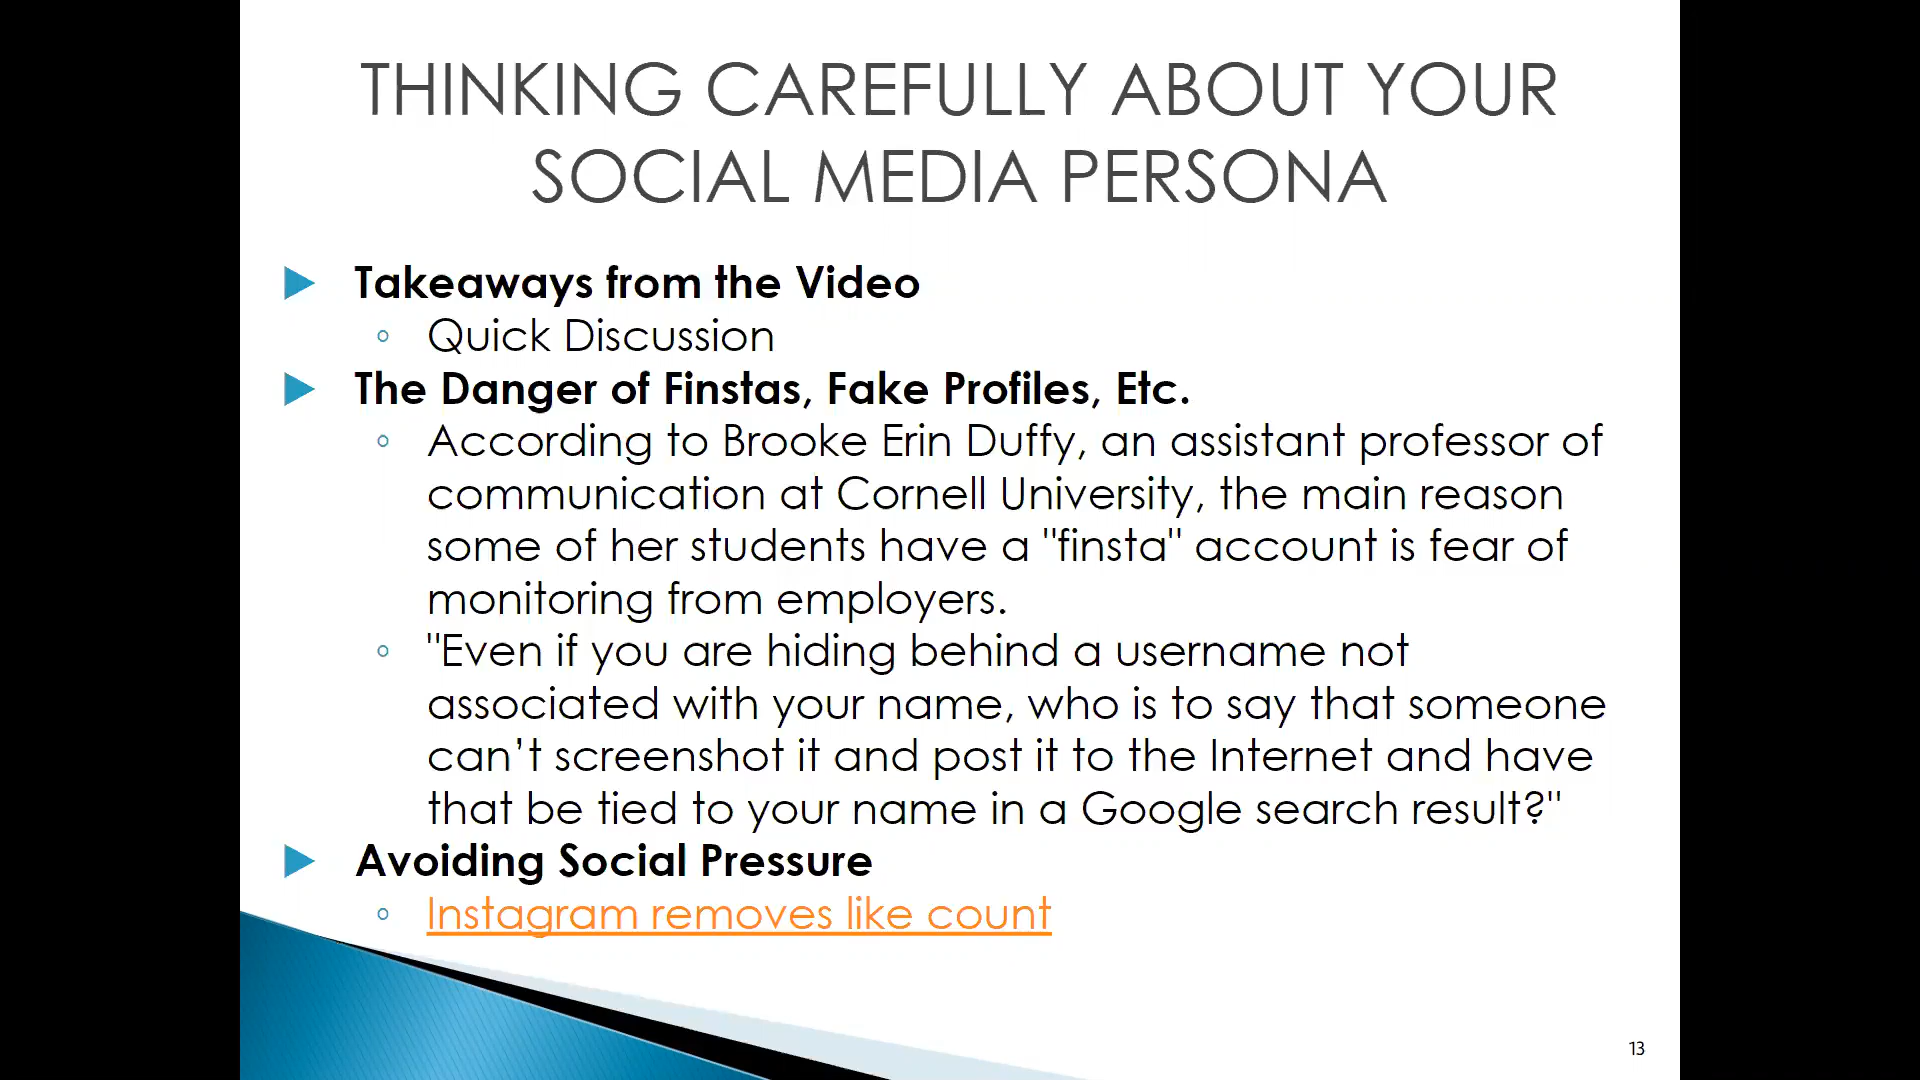 THINKING CAREFULLY ABOUT YOUR
SOCIAL MEDIA PERSONA
Takeaways from the Video
Quick Discussion
The Danger of Finstas, Fake Profiles, Etc.
According to Brooke Erin Duffy, an assistant professor of
communication at Cornell University, the main reason
some of her students have a "finsta" account is fear of
monitoring from employers.
"Even if you are hiding behind a username not
associated with your name, who is to say that someone
can’t screenshot it and post it to the Internet and have
that be tied to your name in a Google search result?"
Avoiding Social Pressure
Instagram removes like count
13